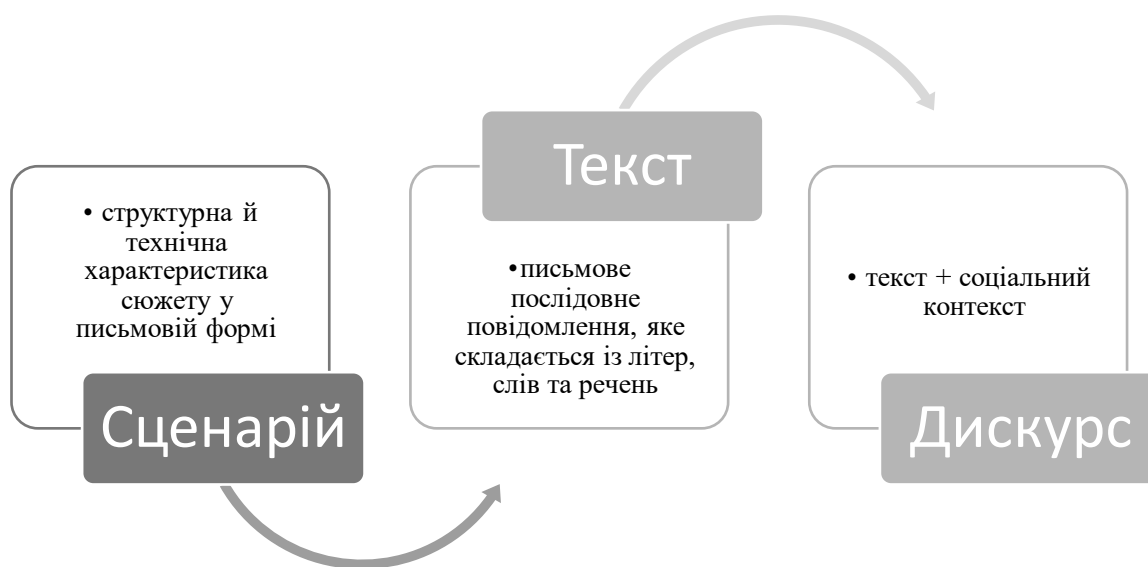 • структурна й
технічна
характеристика
сюжету у
письмовій формі
Сценарій
Текст
•письмове
послідовне
повідомлення, яке
складається із літер,
слів та речень
• текст + соціальний
контекст
Дискурс